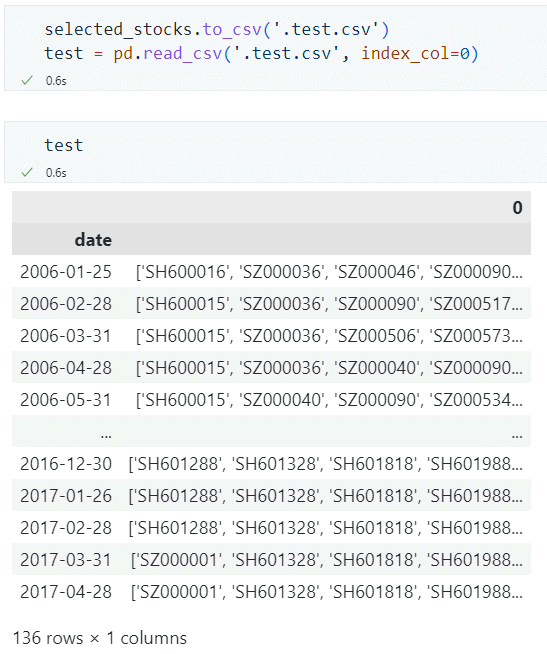 selected_stocks.to_csv('.test.csv')
test = pd.read_csv('.test.csv', index_col=0)
✓ 0.6s
test
✓ 0.6s
0
date
2006-01-25 ['SH600016', 'SZ000036', 'SZ000046', 'SZ000090...
2006-02-28 ['SH600015', 'SZ000036', 'SZ000090', 'SZ000517...
2006-03-31 ['SH600015', 'SZ000036', 'SZ000506', 'SZ000573...
2006-04-28 ['SH600015', 'SZ000036', 'SZ000040', 'SZ000090...
2006-05-31 ['SH600015', 'SZ000040', 'SZ000090', 'SZ000534...
... ...
2016-12-30 ['SH601288', 'SH601328', 'SH601818', 'SH601988...
2017-01-26 ['SH601288', 'SH601328', 'SH601818', 'SH601988...
2017-02-28 ['SH601288', 'SH601328', 'SH601818', 'SH601988...
2017-03-31 ['SZ000001', 'SH601328', 'SH601818', 'SH601988...
2017-04-28 ['SZ000001', 'SH601328', 'SH601818', 'SH601988...
136 rows × 1 columns